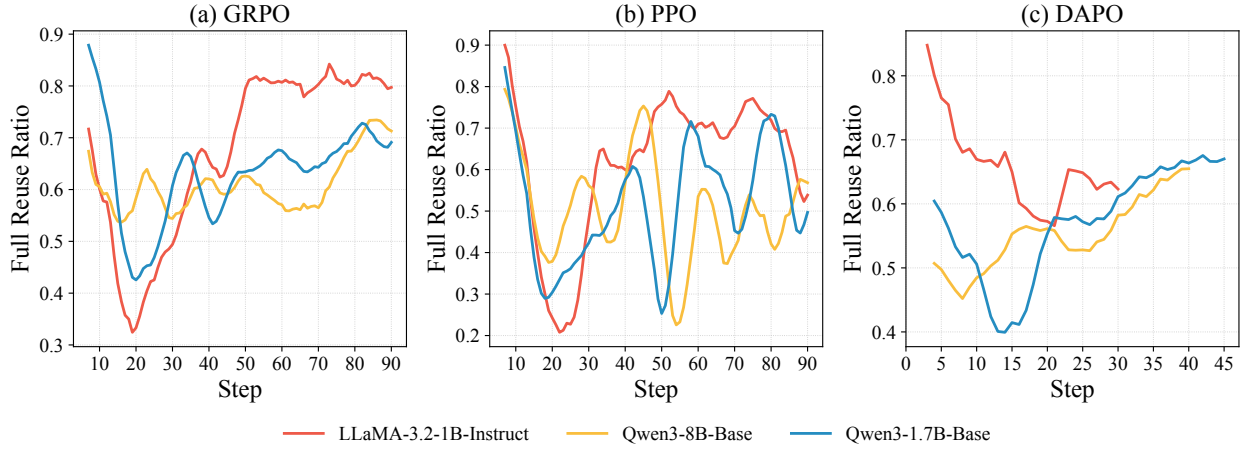 (a) GRPO
Full Reuse Ratio
0.9
0.8
0.7
0.6
0.5
0.4
0.3
10 20 30 40 50 60 70 80 90
Step
(b) PPO
Full Reuse Ratio
0.9
0.8
0.7
0.6
0.5
0.4
0.3
0.2
10 20 30 40 50 60 70 80 90
Step
(c) DAPO
Full Reuse Ratio
0.8
0.7
0.6
0.5
0.4
0 5 10 15 20 25 30 35 40 45
Step
LLaMA-3.2-1B-Instruct Qwen3-8B-Base Qwen3-1.7B-Base